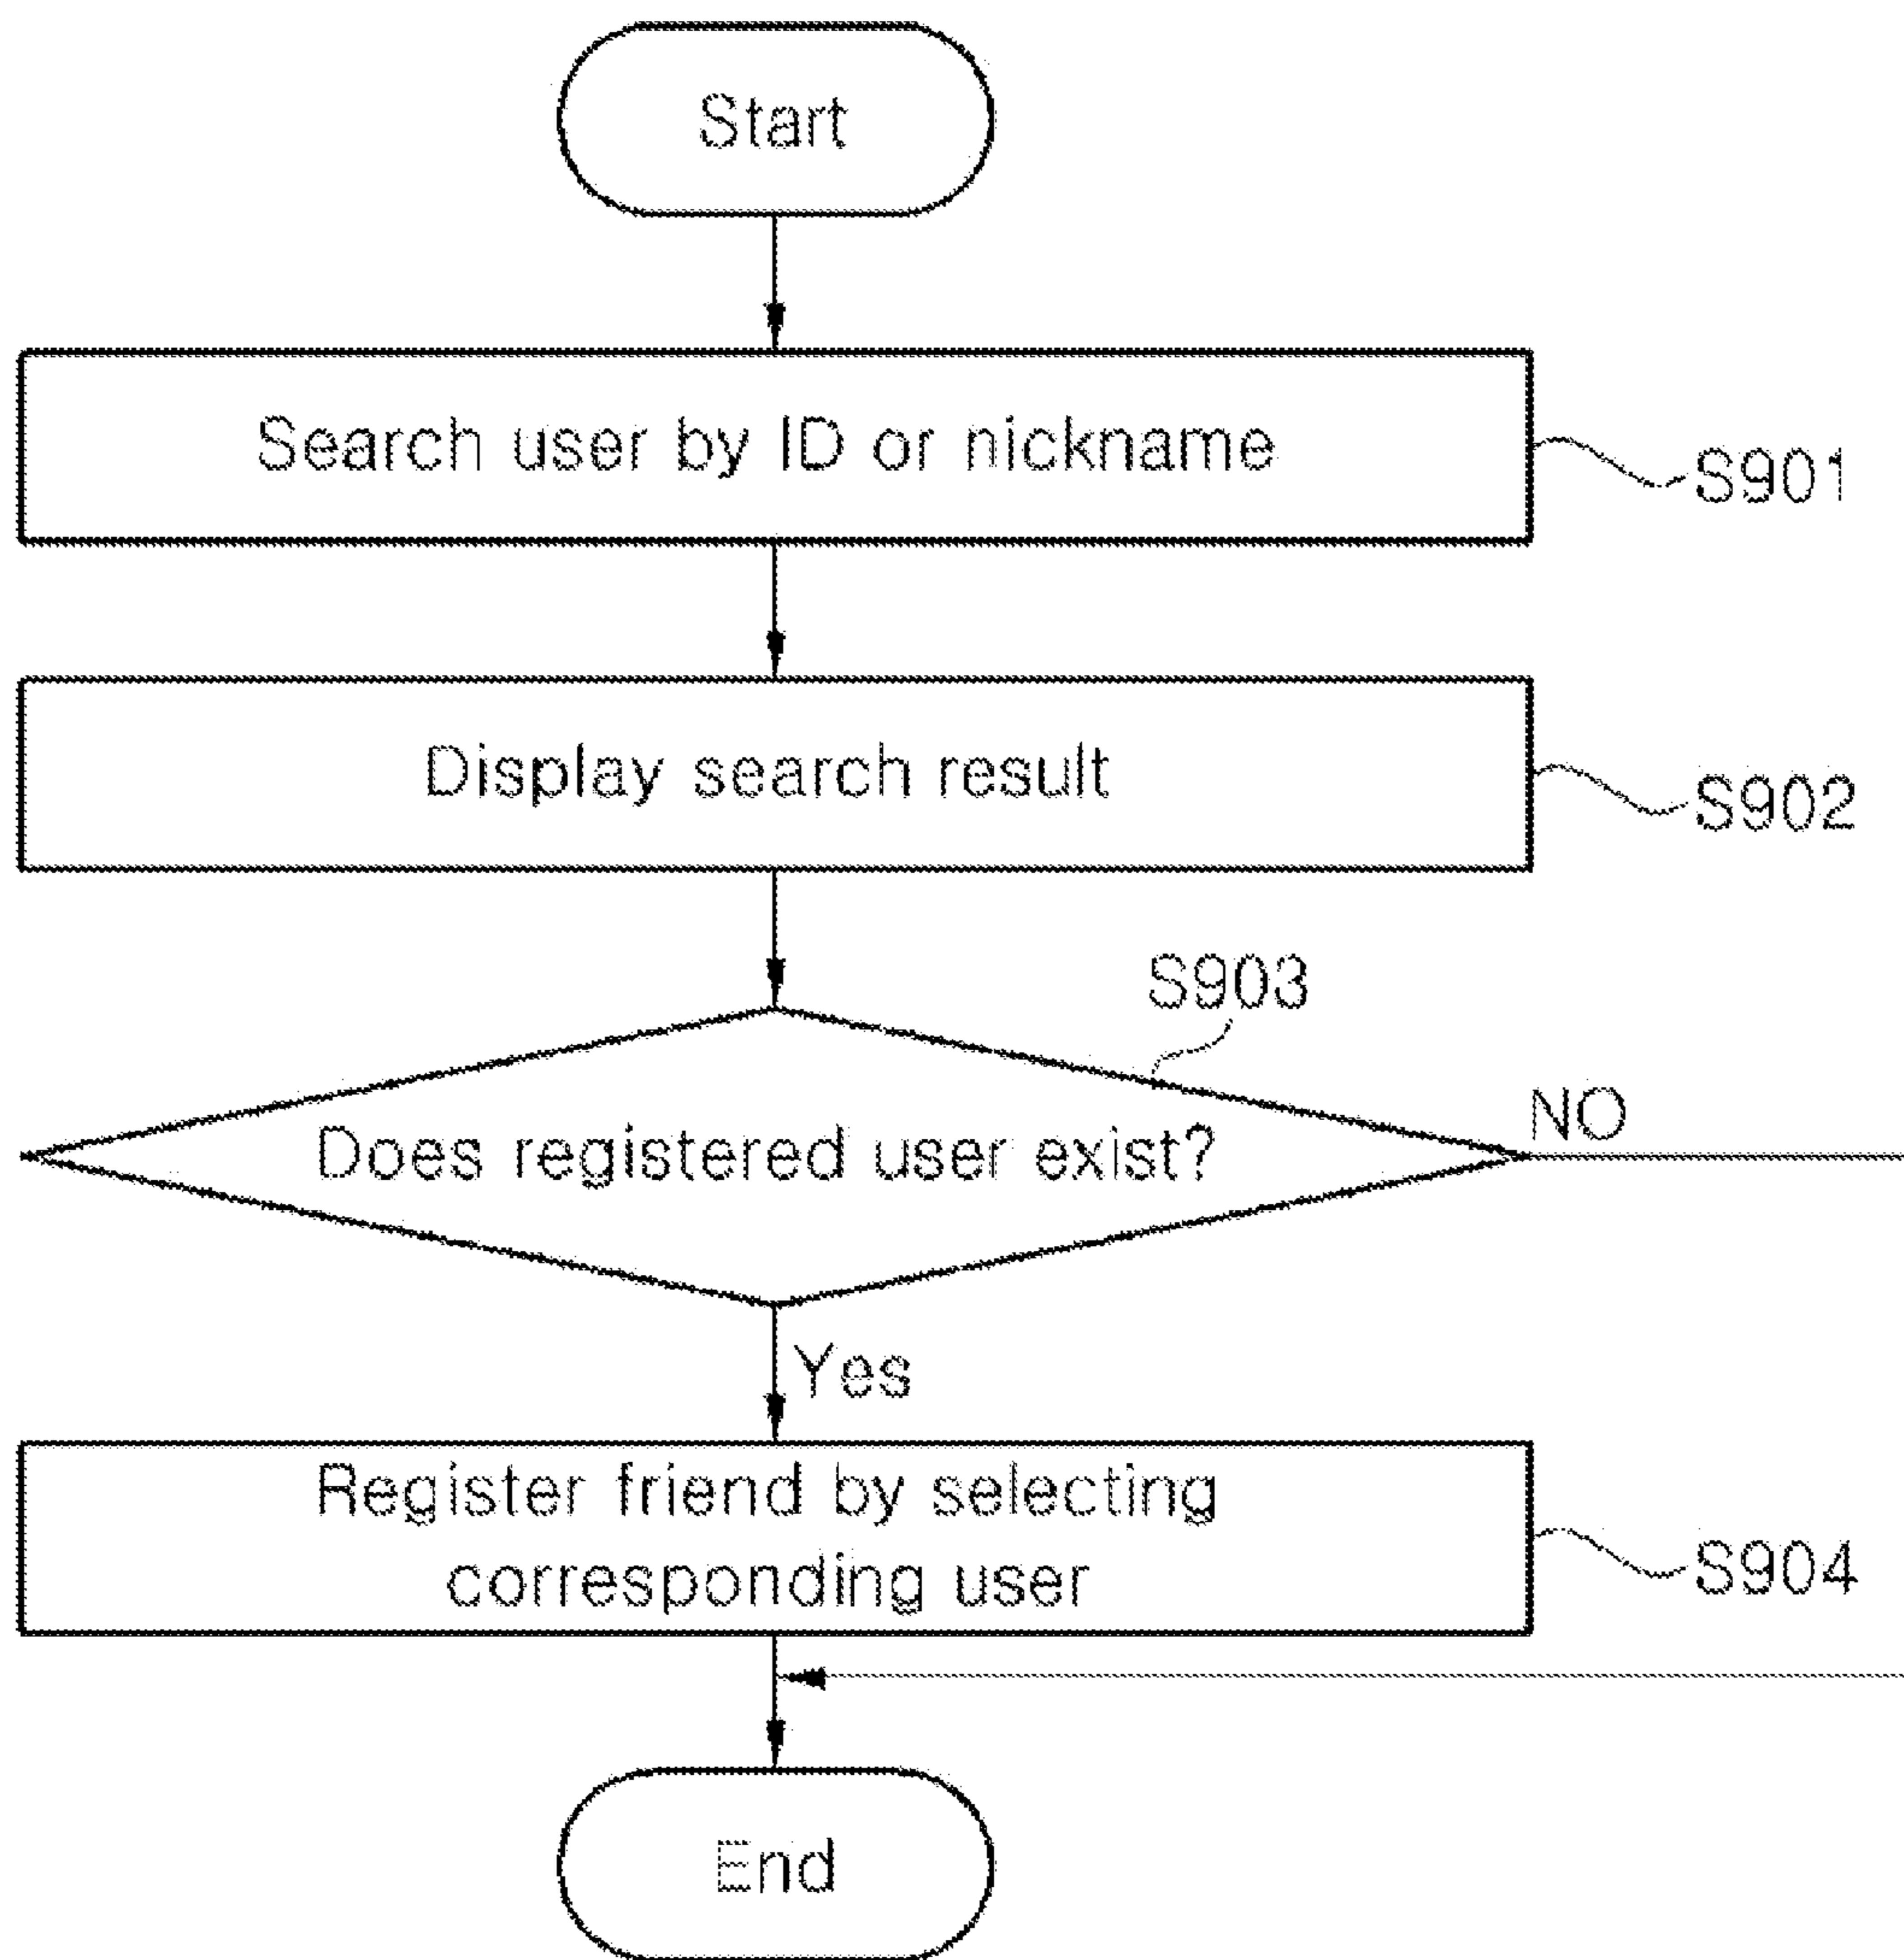 Start
Search user by ID or nickname
S901
Display search result
S902
S903
Does registered user exist?
NO
Yes
Register friend by selecting
corresponding user
S904
End